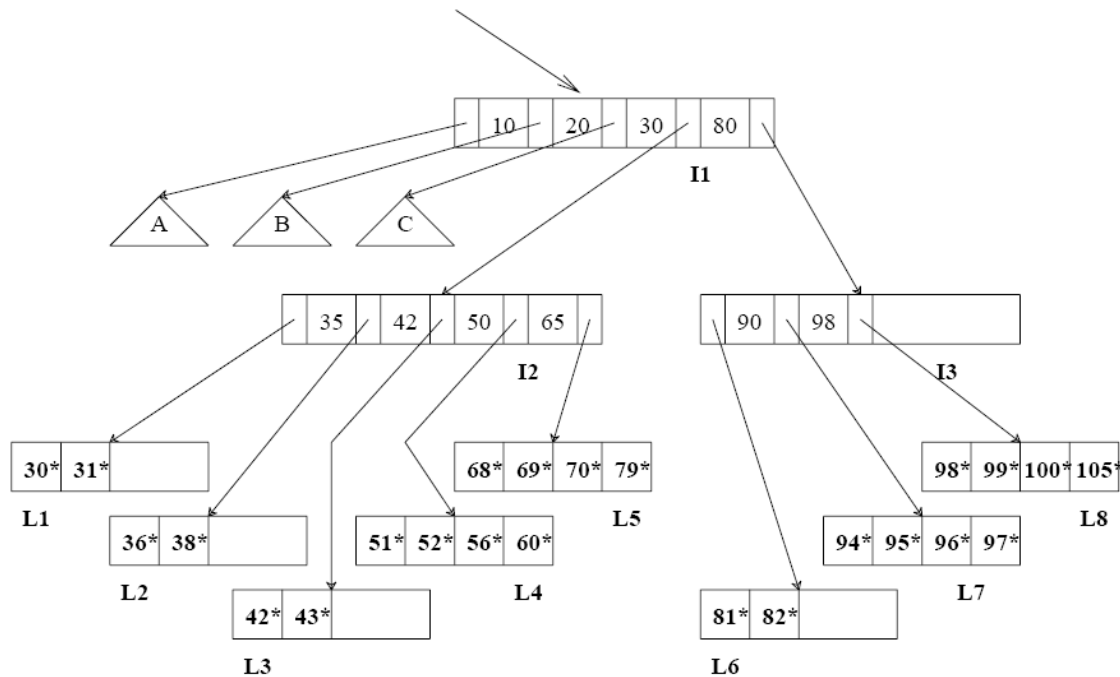 10 20 30 80
I1
A B C
35 42 50 65
90 98
I2
I3
30* 31*
68* 69* 70* 79*
98* 99* 100* 105*
L1
L5
L8
36* 38*
51* 52* 56* 60*
94* 95* 96* 97*
L2
L4
L7
42* 43*
81* 82*
L3
L6